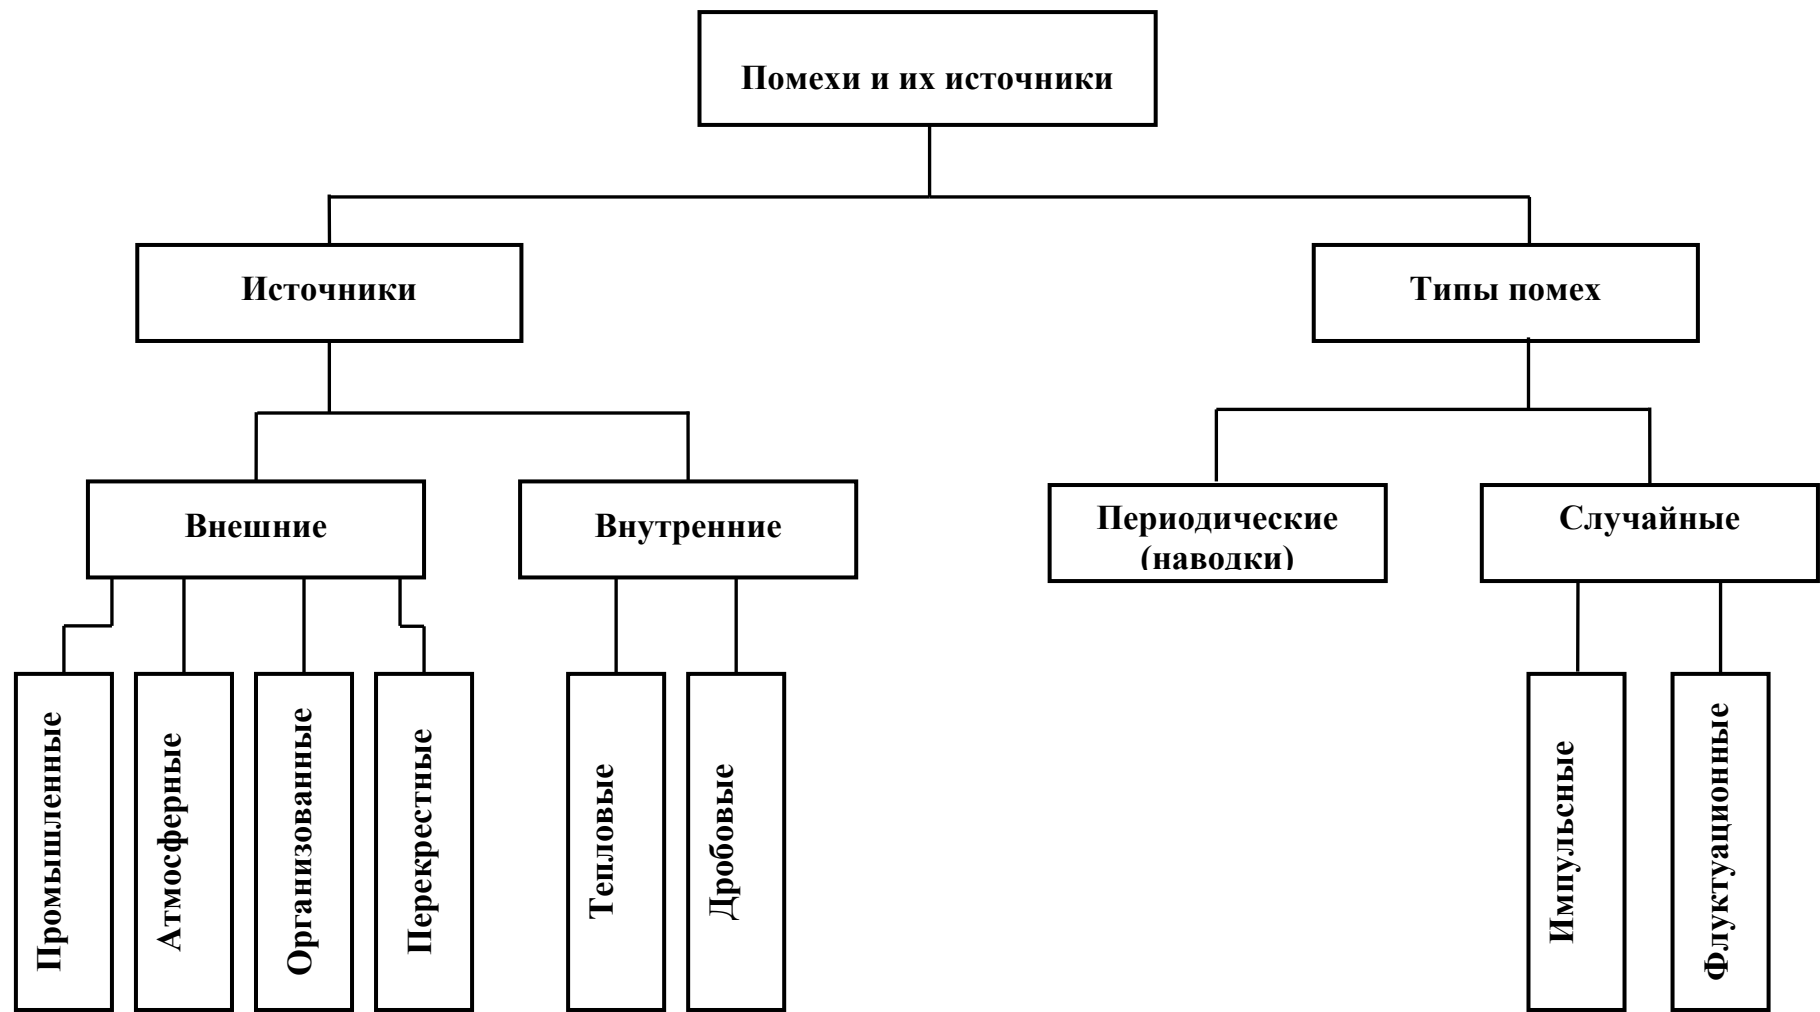 Помехи и их источники
Источники
Типы помех
Внешние
Внутренние
Периодические
(наводки)
Случайные
Промышленные
Атмосферные
Организованные
Перекрестные
Тепловые
Дробовые
Импульсные
Флуктуационные